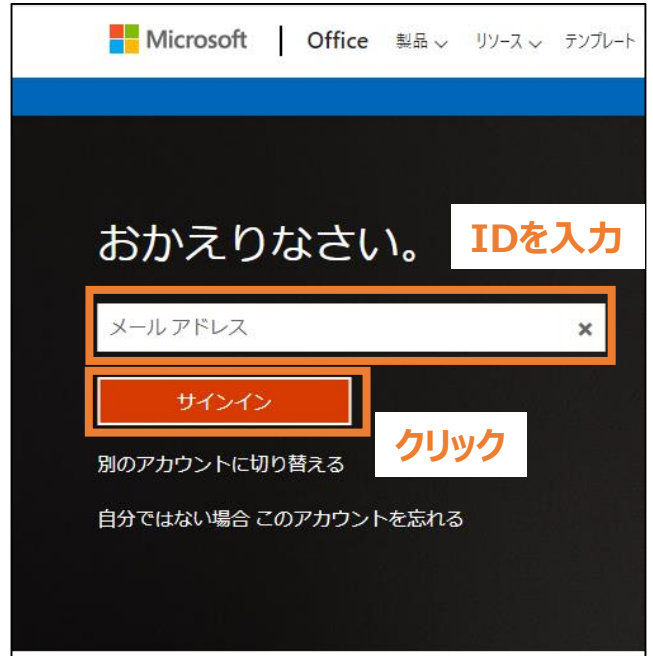 Microsoft | Office 製品 リソース テンプレート
おかえりなさい。
IDを入力
メール アドレス ×
サインイン
クリック
別のアカウントに切り替える
自分ではない場合 このアカウントを忘れる